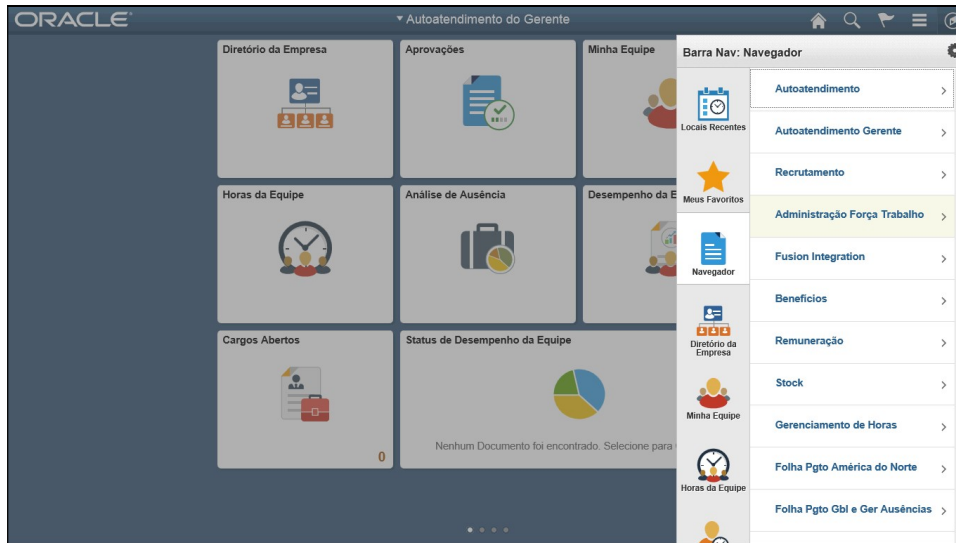 ORACLE
Autoatendimento do Gerente
Diretório da Empresa
Aprovações
Minha Equipe
Horas da Equipe
Análise de Ausência
Desempenho da E
Cargos Abertos
0
Status de Desempenho da Equipe
Nenhum Documento foi encontrado. Selecione para
Barra Nav: Navegador
Locais Recentes
Meus Favoritos
Navegador
Diretório da
Empresa
Minha Equipe
Horas da Equipe
Autoatendimento
Autoatendimento Gerente
Recrutamento
Administração Força Trabalho
Fusion Integration
Benefícios
Remuneração
Stock
Gerenciamento de Horas
Folha Pgto América do Norte
Folha Pgto Gbl e Ger Ausências